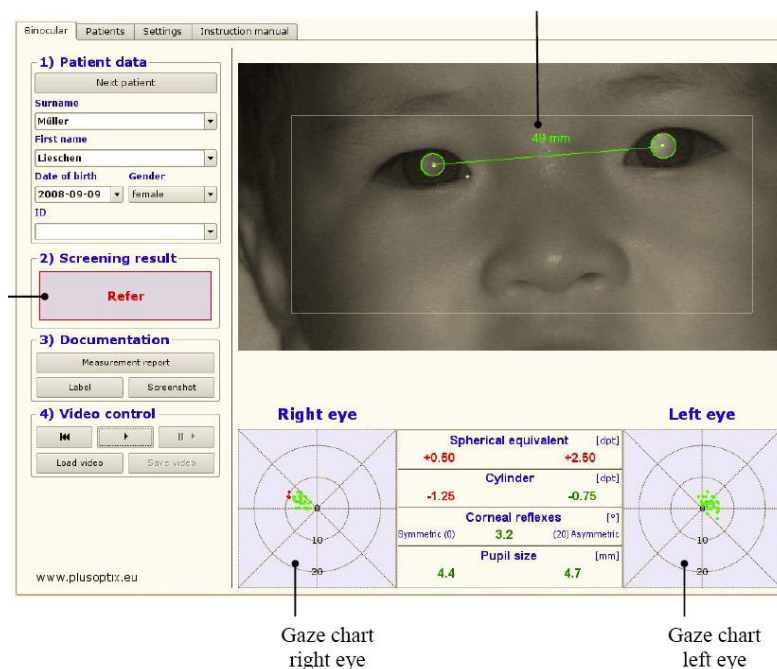 Binocular Patients Settings Instruction manual
1) Patient data
Next patient
Surname
Müller
First name
Lieschen
Date of birth Gender
2008-09-09 female
ID
2) Screening result
Refer
3) Documentation
Measurement report
Label Screenshot
4) Video control
Load video Save video
www.plusoptix.eu
49 mm
Right eye Left eye
0
10
20
Spherical equivalent [dpt]
+0.50 +2.50
Cylinder [dpt]
-1.25 -0.75
Corneal reflexes [°]
Symmetric (0) 3.2 (20) Asymmetric
Pupil size [mm]
4.4 4.7
0
10
20
Gaze chart
right eye
Gaze chart
left eye